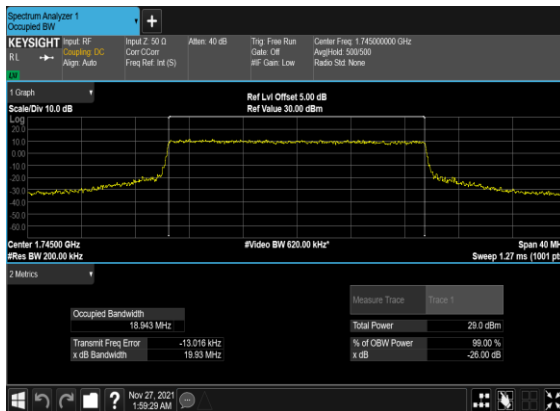 Spectrum Analyzer 1
Occupied BW
KEYSIGHT Input: RF Input Z: 50 Ω Atten: 40 dB Trig: Free Run Center Freq: 1.745000000 GHz
Coupling: DC Corr CCorr Gate: Off Avg|Hold: 500/500
RL Align: Auto Freq Ref: Int (S) #IF Gain: Low Radio Std: None
1 Graph
Ref Lvl Offset 5.00 dB
Scale/Div 10.0 dB Ref Value 30.00 dBm
Log
20.0
10.0
0.00
-10.0
-20.0
-30.0
-40.0
-50.0
-60.0
Center 1.74500 GHz #Video BW 620.00 kHz* Span 40 MH
#Res BW 200.00 kHz Sweep 1.27 ms (1001 pt
2 Metrics
Measure Trace Trace 1
Occupied Bandwidth
18.943 MHz Total Power 29.0 dBm
Transmit Freq Error -13.016 kHz % of OBW Power 99.00 %
x dB Bandwidth 19.93 MHz x dB -26.00 dB
Nov 27, 2021
1:59:29 AM